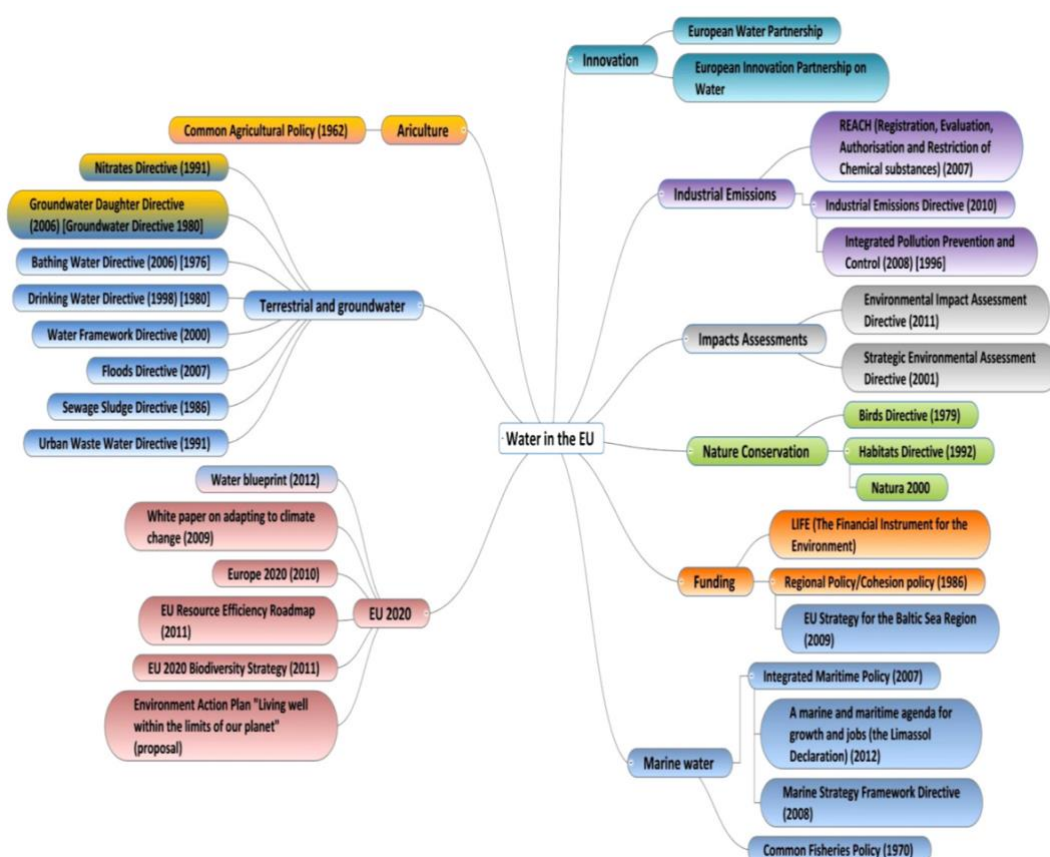 Water in the EU
Innovation
European Water Partnership
European Innovation Partnership on
Water
Industrial Emissions
REACH (Registration, Evaluation,
Authorisation and Restriction of
Chemical substances) (2007)
Industrial Emissions Directive (2010)
Integrated Pollution Prevention and
Control (2008) [1996]
Impacts Assessments
Environmental Impact Assessment
Directive (2011)
Strategic Environmental Assessment
Directive (2001)
Nature Conservation
Birds Directive (1979)
Habitats Directive (1992)
Natura 2000
Funding
LIFE (The Financial Instrument for the
Environment)
Regional Policy/Cohesion policy (1986)
EU Strategy for the Baltic Sea Region
(2009)
Marine water
Integrated Maritime Policy (2007)
A marine and maritime agenda for
growth and jobs (the Limassol
Declaration) (2012)
Marine Strategy Framework Directive
(2008)
Common Fisheries Policy (1970)
Ariculture
Common Agricultural Policy (1962)
Terrestrial and groundwater
Nitrates Directive (1991)
Groundwater Daughter Directive
(2006) [Groundwater Directive 1980]
Bathing Water Directive (2006) [1976]
Drinking Water Directive (1998) [1980]
Water Framework Directive (2000)
Floods Directive (2007)
Sewage Sludge Directive (1986)
Urban Waste Water Directive (1991)
EU 2020
Water blueprint (2012)
White paper on adapting to climate
change (2009)
Europe 2020 (2010)
EU Resource Efficiency Roadmap
(2011)
EU 2020 Biodiversity Strategy (2011)
Environment Action Plan "Living well
within the limits of our planet"
(proposal)